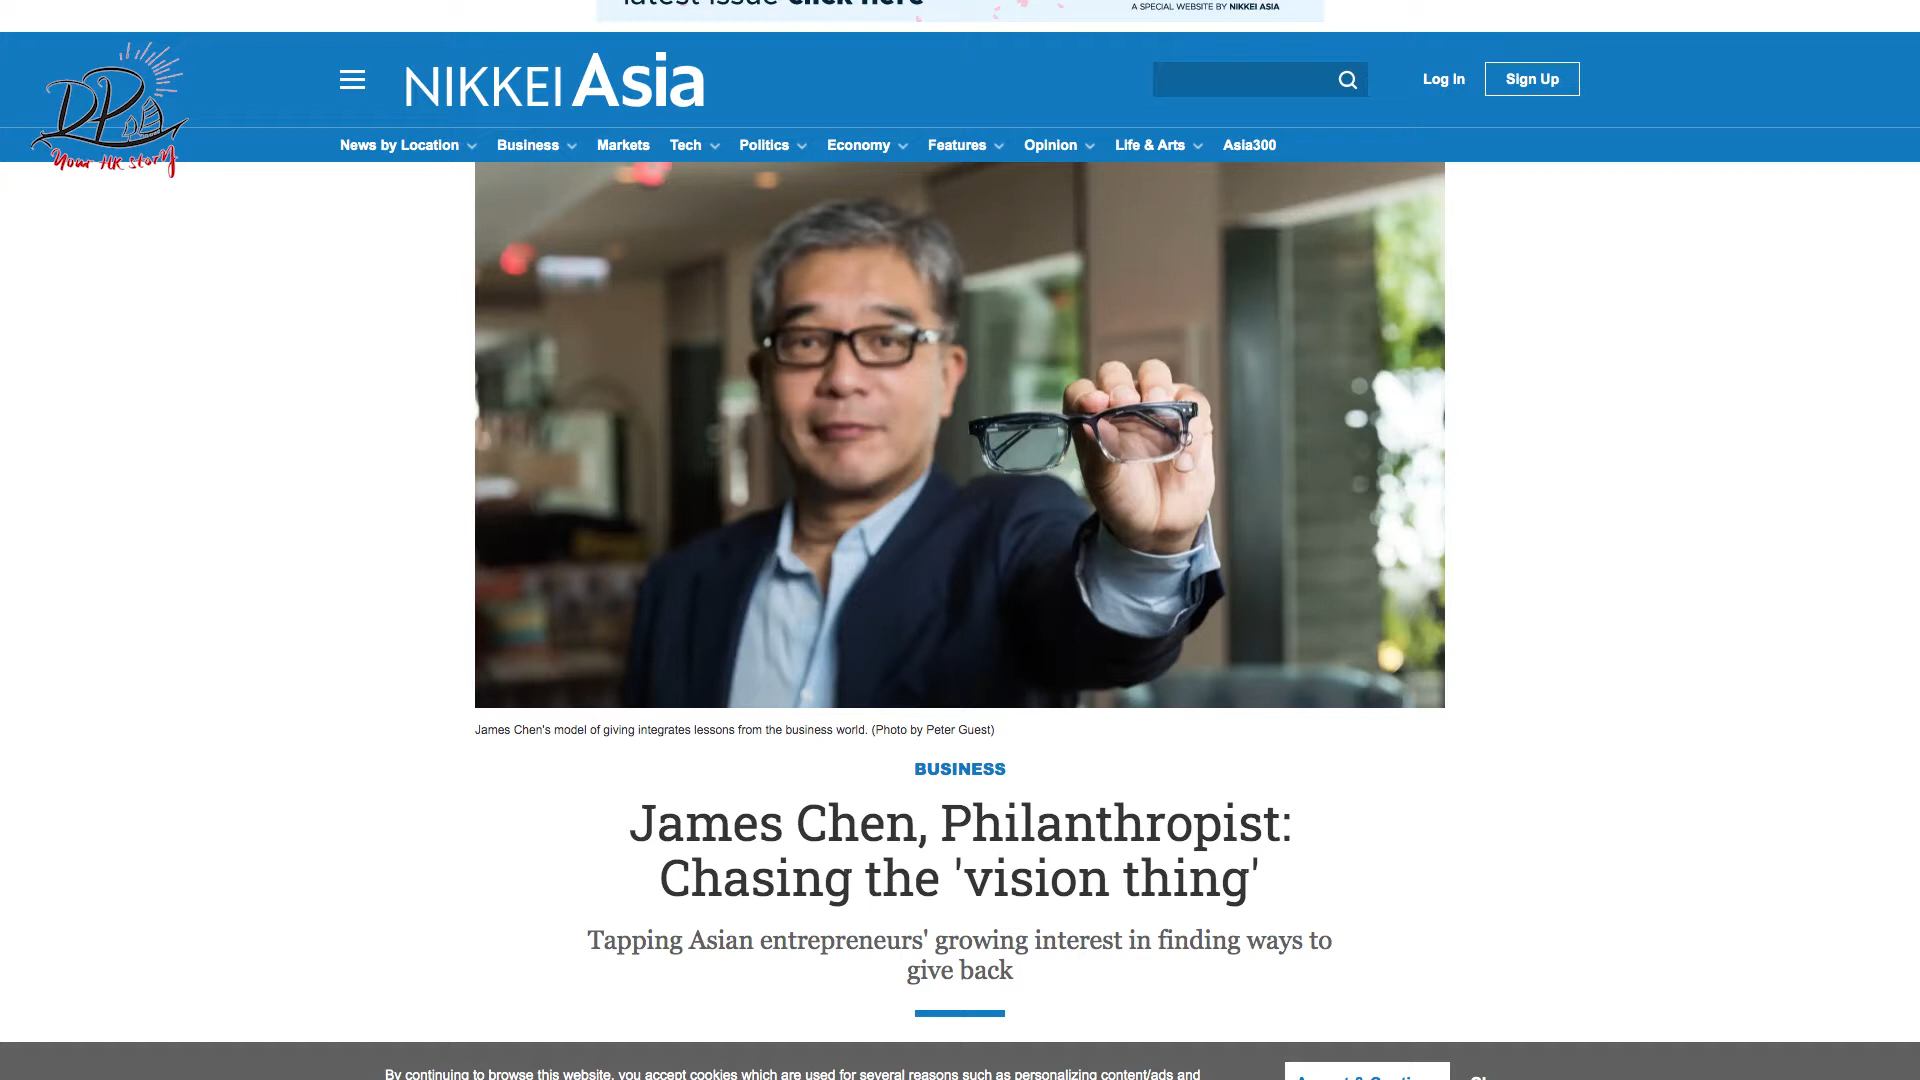 latest issue click here
A SPECIAL WEBSITE BY NIKKEI ASIA
DP
Your HK story
NIKKEI Asia
Log In
Sign Up
News by Location Business Markets Tech Politics Economy Features Opinion Life & Arts Asia300
James Chen's model of giving integrates lessons from the business world. (Photo by Peter Guest)
BUSINESS
James Chen, Philanthropist:
Chasing the 'vision thing'
Tapping Asian entrepreneurs' growing interest in finding ways to
give back
By continuing to browse this website, you accept cookies which are used for several reasons such as personalizing content/ads and